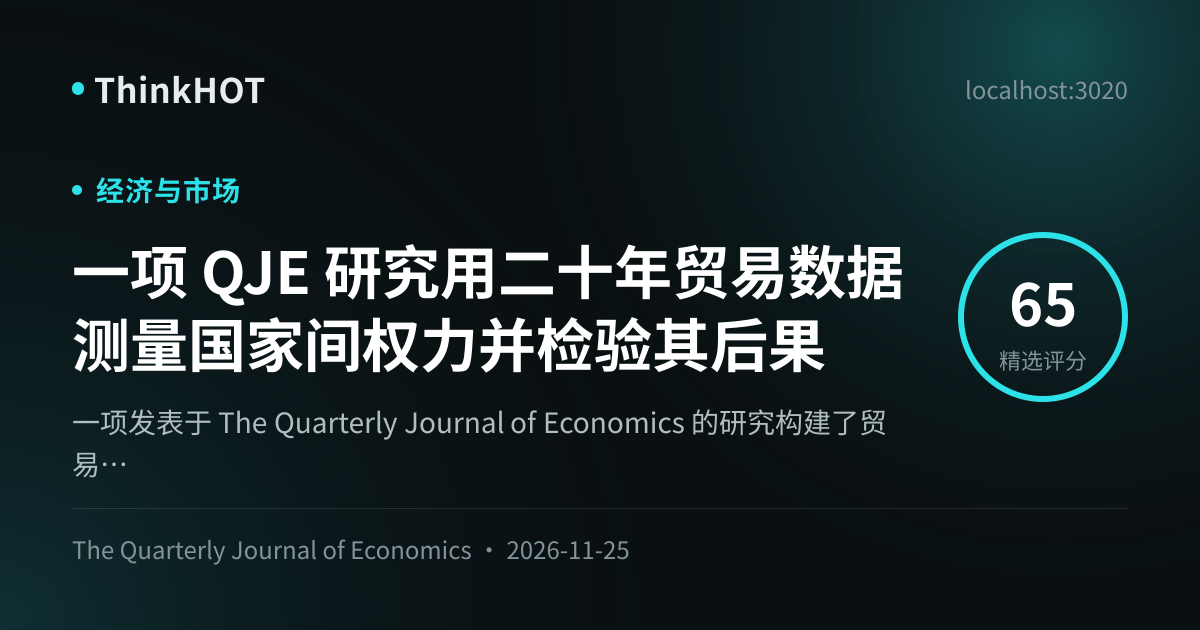 ThinkHOT
localhost:3020
经济与市场
一项 QJE 研究用二十年贸易数据
测量国家间权力并检验其后果
65
精选评分
一项发表于 The Quarterly Journal of Economics 的研究构建了贸
易…
The Quarterly Journal of Economics • 2026-11-25